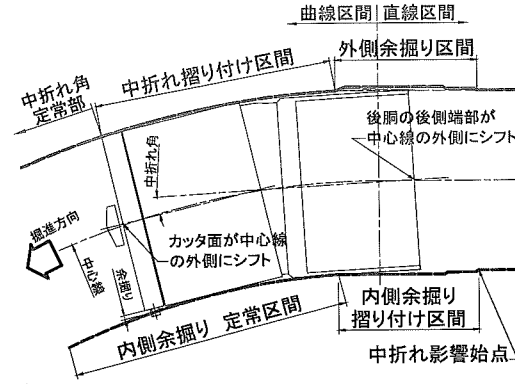 曲線区間 直線区間
外側余掘り区間
中折れ摺り付け区間
中折れ角
定常部
後胴の後側端部が
中心線の外側にシフト
中折れ角
掘進方向
カッタ面が中心線
の外側にシフト
中心線
余掘り
内側余掘り 定常区間
内側余掘り
摺り付け区間
中折れ影響始点